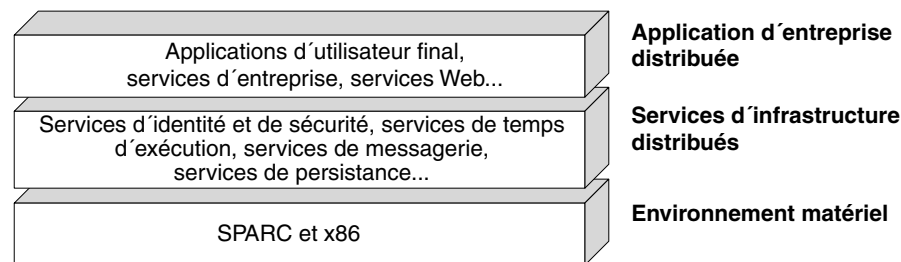 Applications d´utilisateur final,
services d´entreprise, services Web...
Application d´entreprise
distribuée
Services d´identité et de sécurité, services de temps
d´exécution, services de messagerie,
services de persistance...
Services d´infrastructure
distribués
SPARC et x86
Environnement matériel